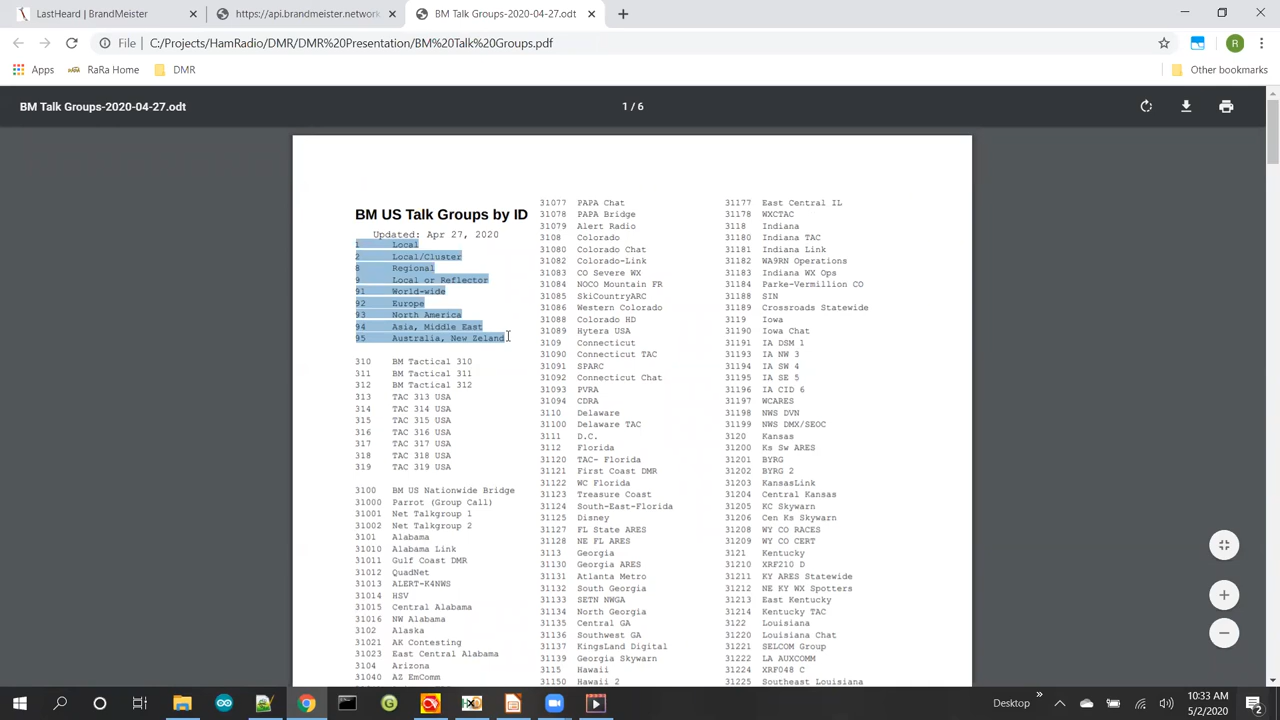 LastHeard | BrandMeister
https://api.brandmeister.network
BM Talk Groups-2020-04-27.odt
File
C:/Projects/HamRadio/DMR/DMR%20Presentation/BM%20Talk%20Groups.pdf
R
Apps
RaRa Home
DMR
Other bookmarks
BM Talk Groups-2020-04-27.odt
1 / 6
BM US Talk Groups by ID
Updated: Apr 27, 2020
1 Local
2 Local/Cluster
8 Regional
9 Local or Reflector
91 World-wide
92 Europe
93 North America
94 Asia, Middle East
95 Australia, New Zeland
310 BM Tactical 310
311 BM Tactical 311
312 BM Tactical 312
313 TAC 313 USA
314 TAC 314 USA
315 TAC 315 USA
316 TAC 316 USA
317 TAC 317 USA
318 TAC 318 USA
319 TAC 319 USA
3100 BM US Nationwide Bridge
31000 Parrot (Group Call)
31001 Net Talkgroup 1
31002 Net Talkgroup 2
3101 Alabama
31010 Alabama Link
31011 Gulf Coast DMR
31012 QuadNet
31013 ALERT-K4NWS
31014 HSV
31015 Central Alabama
31016 NW Alabama
3102 Alaska
31021 AK Contesting
31023 East Central Alabama
3104 Arizona
31040 AZ EmComm
31077 PAPA Chat
31078 PAPA Bridge
31079 Alert Radio
3108 Colorado
31080 Colorado Chat
31082 Colorado-Link
31083 CO Severe WX
31084 NOCO Mountain FR
31085 SkiCountryARC
31086 Western Colorado
31088 Colorado HD
31089 Hytera USA
3109 Connecticut
31090 Connecticut TAC
31091 SPARC
31092 Connecticut Chat
31093 PVRA
31094 CDRA
3110 Delaware
31100 Delaware TAC
3111 D.C.
3112 Florida
31120 TAC- Florida
31121 First Coast DMR
31122 WC Florida
31123 Treasure Coast
31124 South-East-Florida
31125 Disney
31127 FL State ARES
31128 NE FL ARES
3113 Georgia
31130 Georgia ARES
31131 Atlanta Metro
31132 South Georgia
31133 SETN NWGA
31134 North Georgia
31135 Central GA
31136 Southwest GA
31137 KingsLand Digital
31139 Georgia Skywarn
3115 Hawaii
31150 Hawaii 2
31177 East Central IL
31178 WXCTAC
3118 Indiana
31180 Indiana TAC
31181 Indiana Link
31182 WA9RN Operations
31183 Indiana WX Ops
31184 Parke-Vermillion CO
31188 SIN
31189 Crossroads Statewide
3119 Iowa
31190 Iowa Chat
31191 IA DSM 1
31193 IA NW 3
31194 IA SW 4
31195 IA SE 5
31196 IA CID 6
31197 WCARES
31198 NWS DVN
31199 NWS DMX/SEOC
3120 Kansas
31200 Ks Sw ARES
31201 BYRG
31202 BYRG 2
31203 KansasLink
31204 Central Kansas
31205 KC Skywarn
31206 Cen Ks Skywarn
31208 WY CO RACES
31209 WY CO CERT
3121 Kentucky
31210 XRF210 D
31211 KY ARES Statewide
31212 NE KY WX Spotters
31213 East Kentucky
31214 Kentucky TAC
3122 Louisiana
31220 Louisiana Chat
31221 SELCOM Group
31222 LA AUXCOMM
31224 XRF048 C
31225 Southeast Louisiana
Desktop
10:33 AM
5/2/2020
2